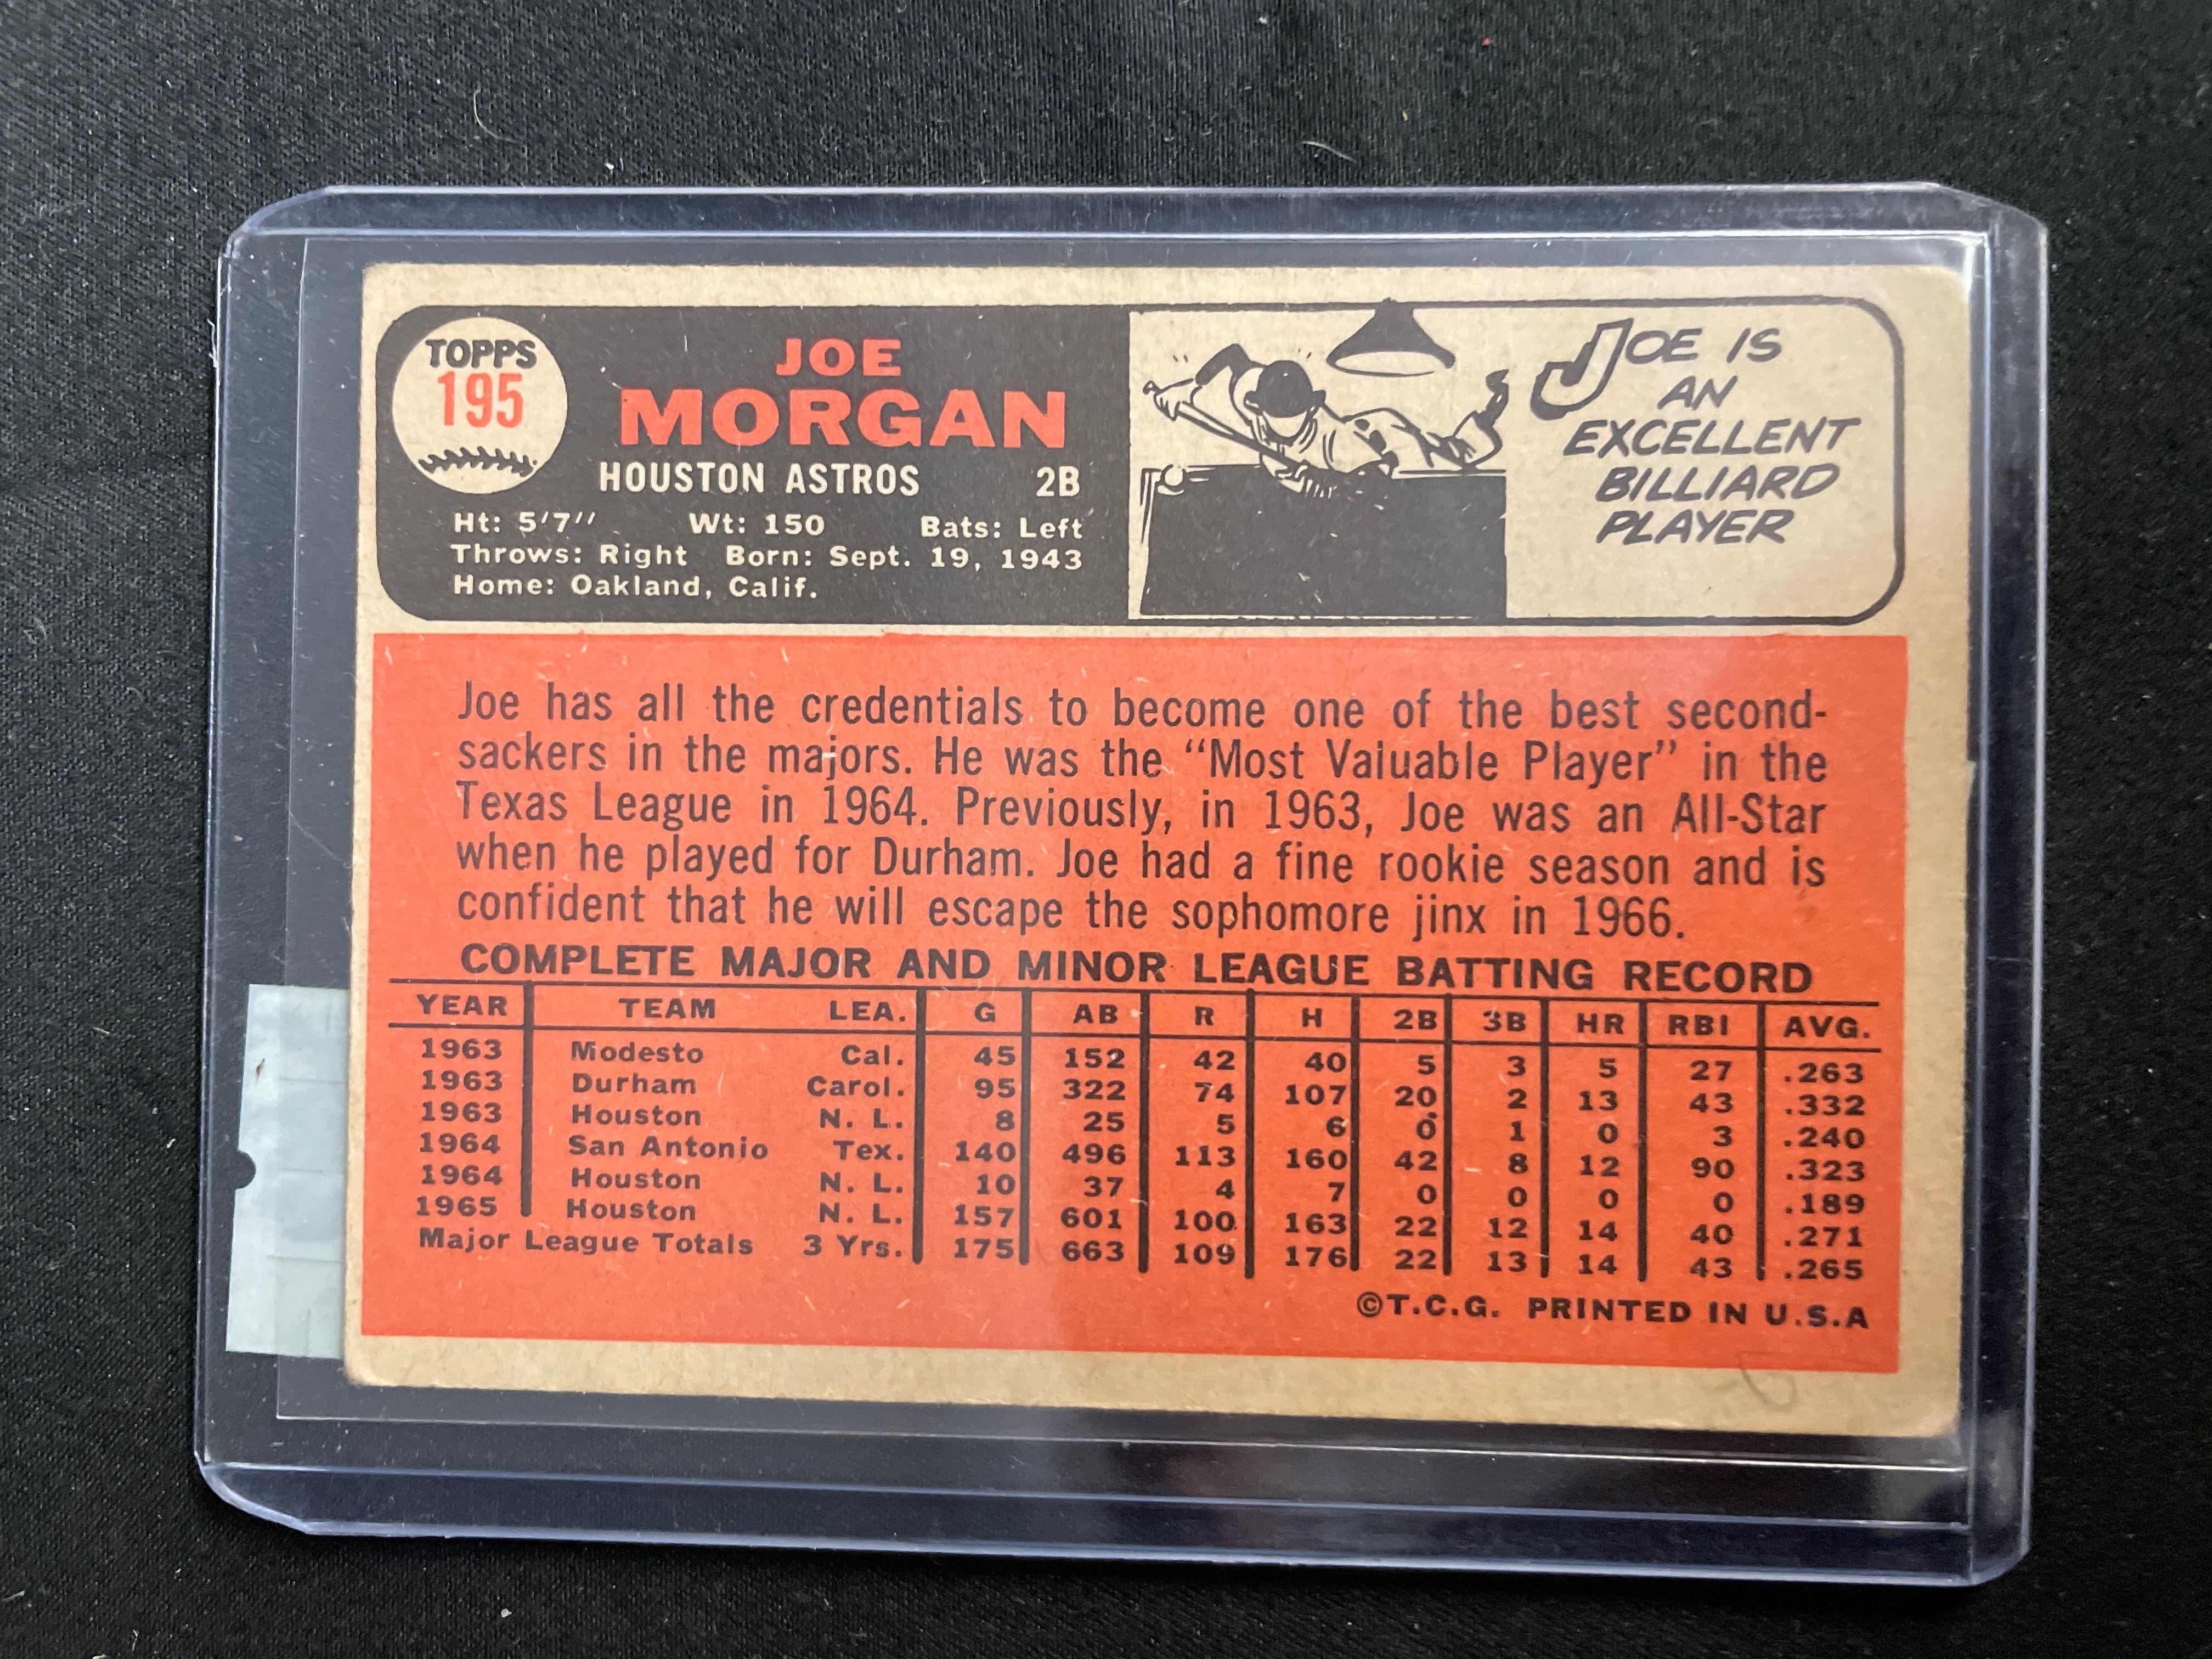 TOPPS
195
JOE
MORGAN
HOUSTON ASTROS 2B
Ht: 5'7" Wt: 150 Bats: Left
Throws: Right Born: Sept. 19, 1943
Home: Oakland, Calif.
JOE IS
AN
EXCELLENT
BILLIARD
PLAYER
Joe has all the credentials to become one of the best second-
sackers in the majors. He was the "Most Valuable Player" in the
Texas League in 1964. Previously, in 1963, Joe was an All-Star
when he played for Durham. Joe had a fine rookie season and is
confident that he will escape the sophomore jinx in 1966.
COMPLETE MAJOR AND MINOR LEAGUE BATTING RECORD
YEAR TEAM LEA. G AB R H 2B 3B HR RBI AVG.
1963 Modesto Cal. 45 152 42 40 5 3 5 27 .263
1963 Durham Carol. 95 322 74 107 20 2 13 43 .332
1963 Houston N. L. 8 25 5 6 0 1 0 3 .240
1964 San Antonio Tex. 140 496 113 160 42 8 12 90 .323
1964 Houston N. L. 10 37 4 7 0 0 0 0 .189
1965 Houston N. L. 157 601 100 163 22 12 14 40 .271
Major League Totals 3 Yrs. 175 663 109 176 22 13 14 43 .265
©T.C.G. PRINTED IN U.S.A